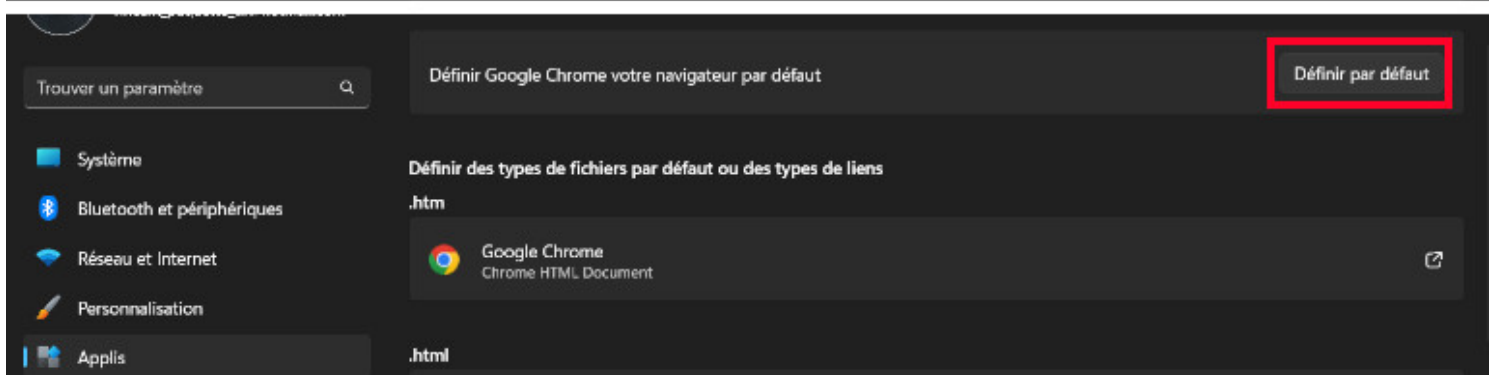 Définir Google Chrome votre navigateur par défaut
Définir par défaut
Trouver un paramètre
Système
Bluetooth et périphériques
Réseau et Internet
Personnalisation
Applis
Définir des types de fichiers par défaut ou des types de liens
.htm
Google Chrome
Chrome HTML Document
.html